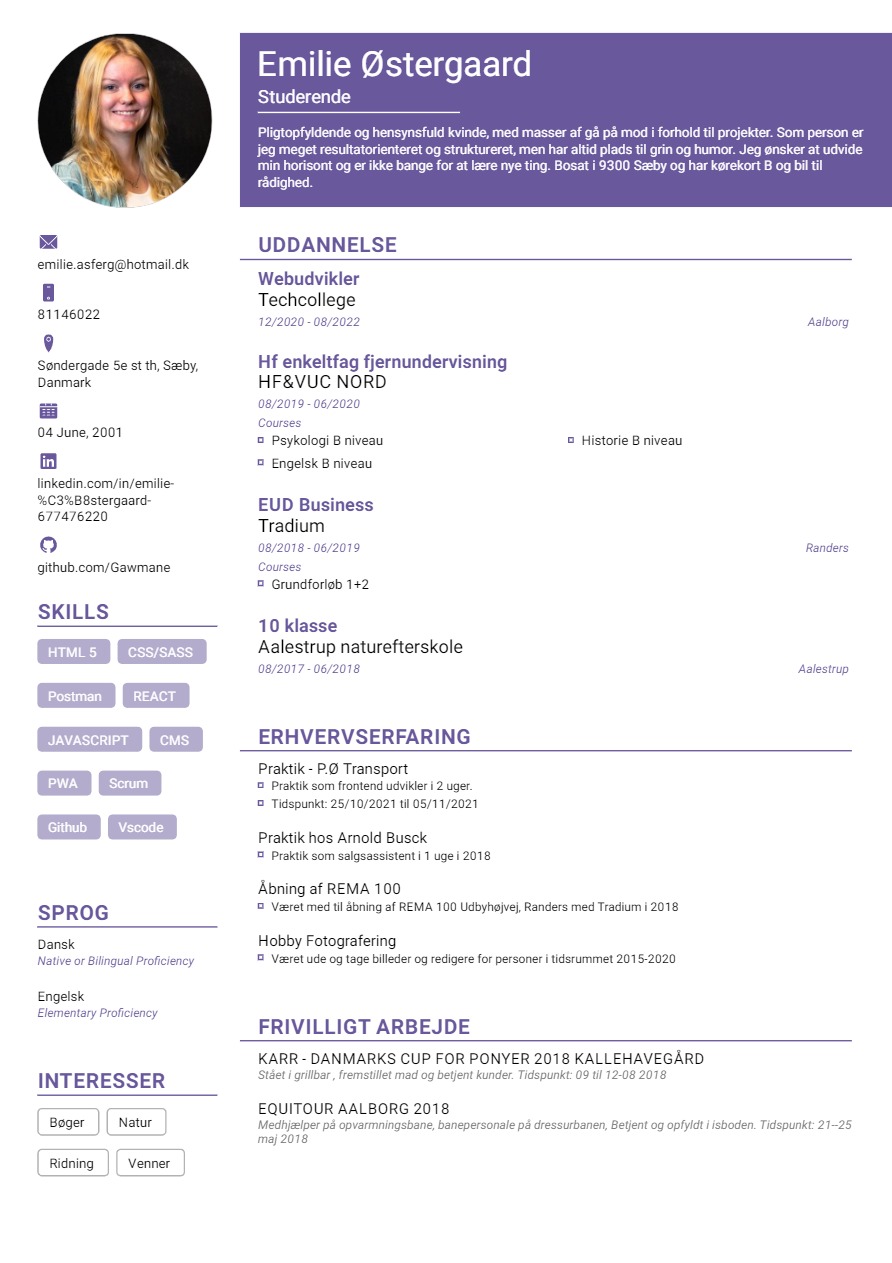 Emilie Østergaard
Studerende
Pligtopfyldende og hensynsfuld kvinde, med masser af gå på mod i forhold til projekter. Som person er
jeg meget resultatorienteret og struktureret, men har altid plads til grin og humor. Jeg ønsker at udvide
min horisont og er ikke bange for at lære nye ting. Bosat i 9300 Sæby og har kørekort B og bil til
rådighed.
emilie.asferg@hotmail.dk
81146022
Søndergade 5e st th, Sæby,
Danmark
04 June, 2001
linkedin.com/in/emilie-
%C3%B8stergaard-
677476220
github.com/Gawmane
SKILLS
HTML 5 CSS/SASS
Postman REACT
JAVASCRIPT CMS
PWA Scrum
Github Vscode
SPROG
Dansk
Native or Bilingual Proficiency
Engelsk
Elementary Proficiency
INTERESSER
Bøger Natur
Ridning Venner
UDDANNELSE
Webudvikler
Techcollege
12/2020 - 08/2022 Aalborg
Hf enkeltfag fjernundervisning
HF&VUC NORD
08/2019 - 06/2020
Courses
Psykologi B niveau Historie B niveau
Engelsk B niveau
EUD Business
Tradium
08/2018 - 06/2019 Randers
Courses
Grundforløb 1+2
10 klasse
Aalestrup naturefterskole
08/2017 - 06/2018 Aalestrup
ERHVERVSERFARING
Praktik - P.Ø Transport
Praktik som frontend udvikler i 2 uger.
Tidspunkt: 25/10/2021 til 05/11/2021
Praktik hos Arnold Busck
Praktik som salgsassistent i 1 uge i 2018
Åbning af REMA 100
Været med til åbning af REMA 100 Udbyhøjvej, Randers med Tradium i 2018
Hobby Fotografering
Været ude og tage billeder og redigere for personer i tidsrummet 2015-2020
FRIVILLIGT ARBEJDE
KARR - DANMARKS CUP FOR PONYER 2018 KALLEHAVEGÅRD
Stået i grillbar , fremstillet mad og betjent kunder. Tidspunkt: 09 til 12-08 2018
EQUITOUR AALBORG 2018
Medhjælper på opvarmningsbane, banepersonale på dressurbanen, Betjent og opfyldt i isboden. Tidspunkt: 21--25
maj 2018